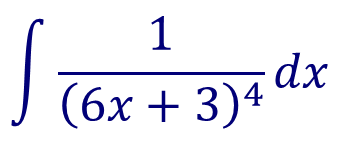 ∫ 1/(6x + 3)⁴ dx